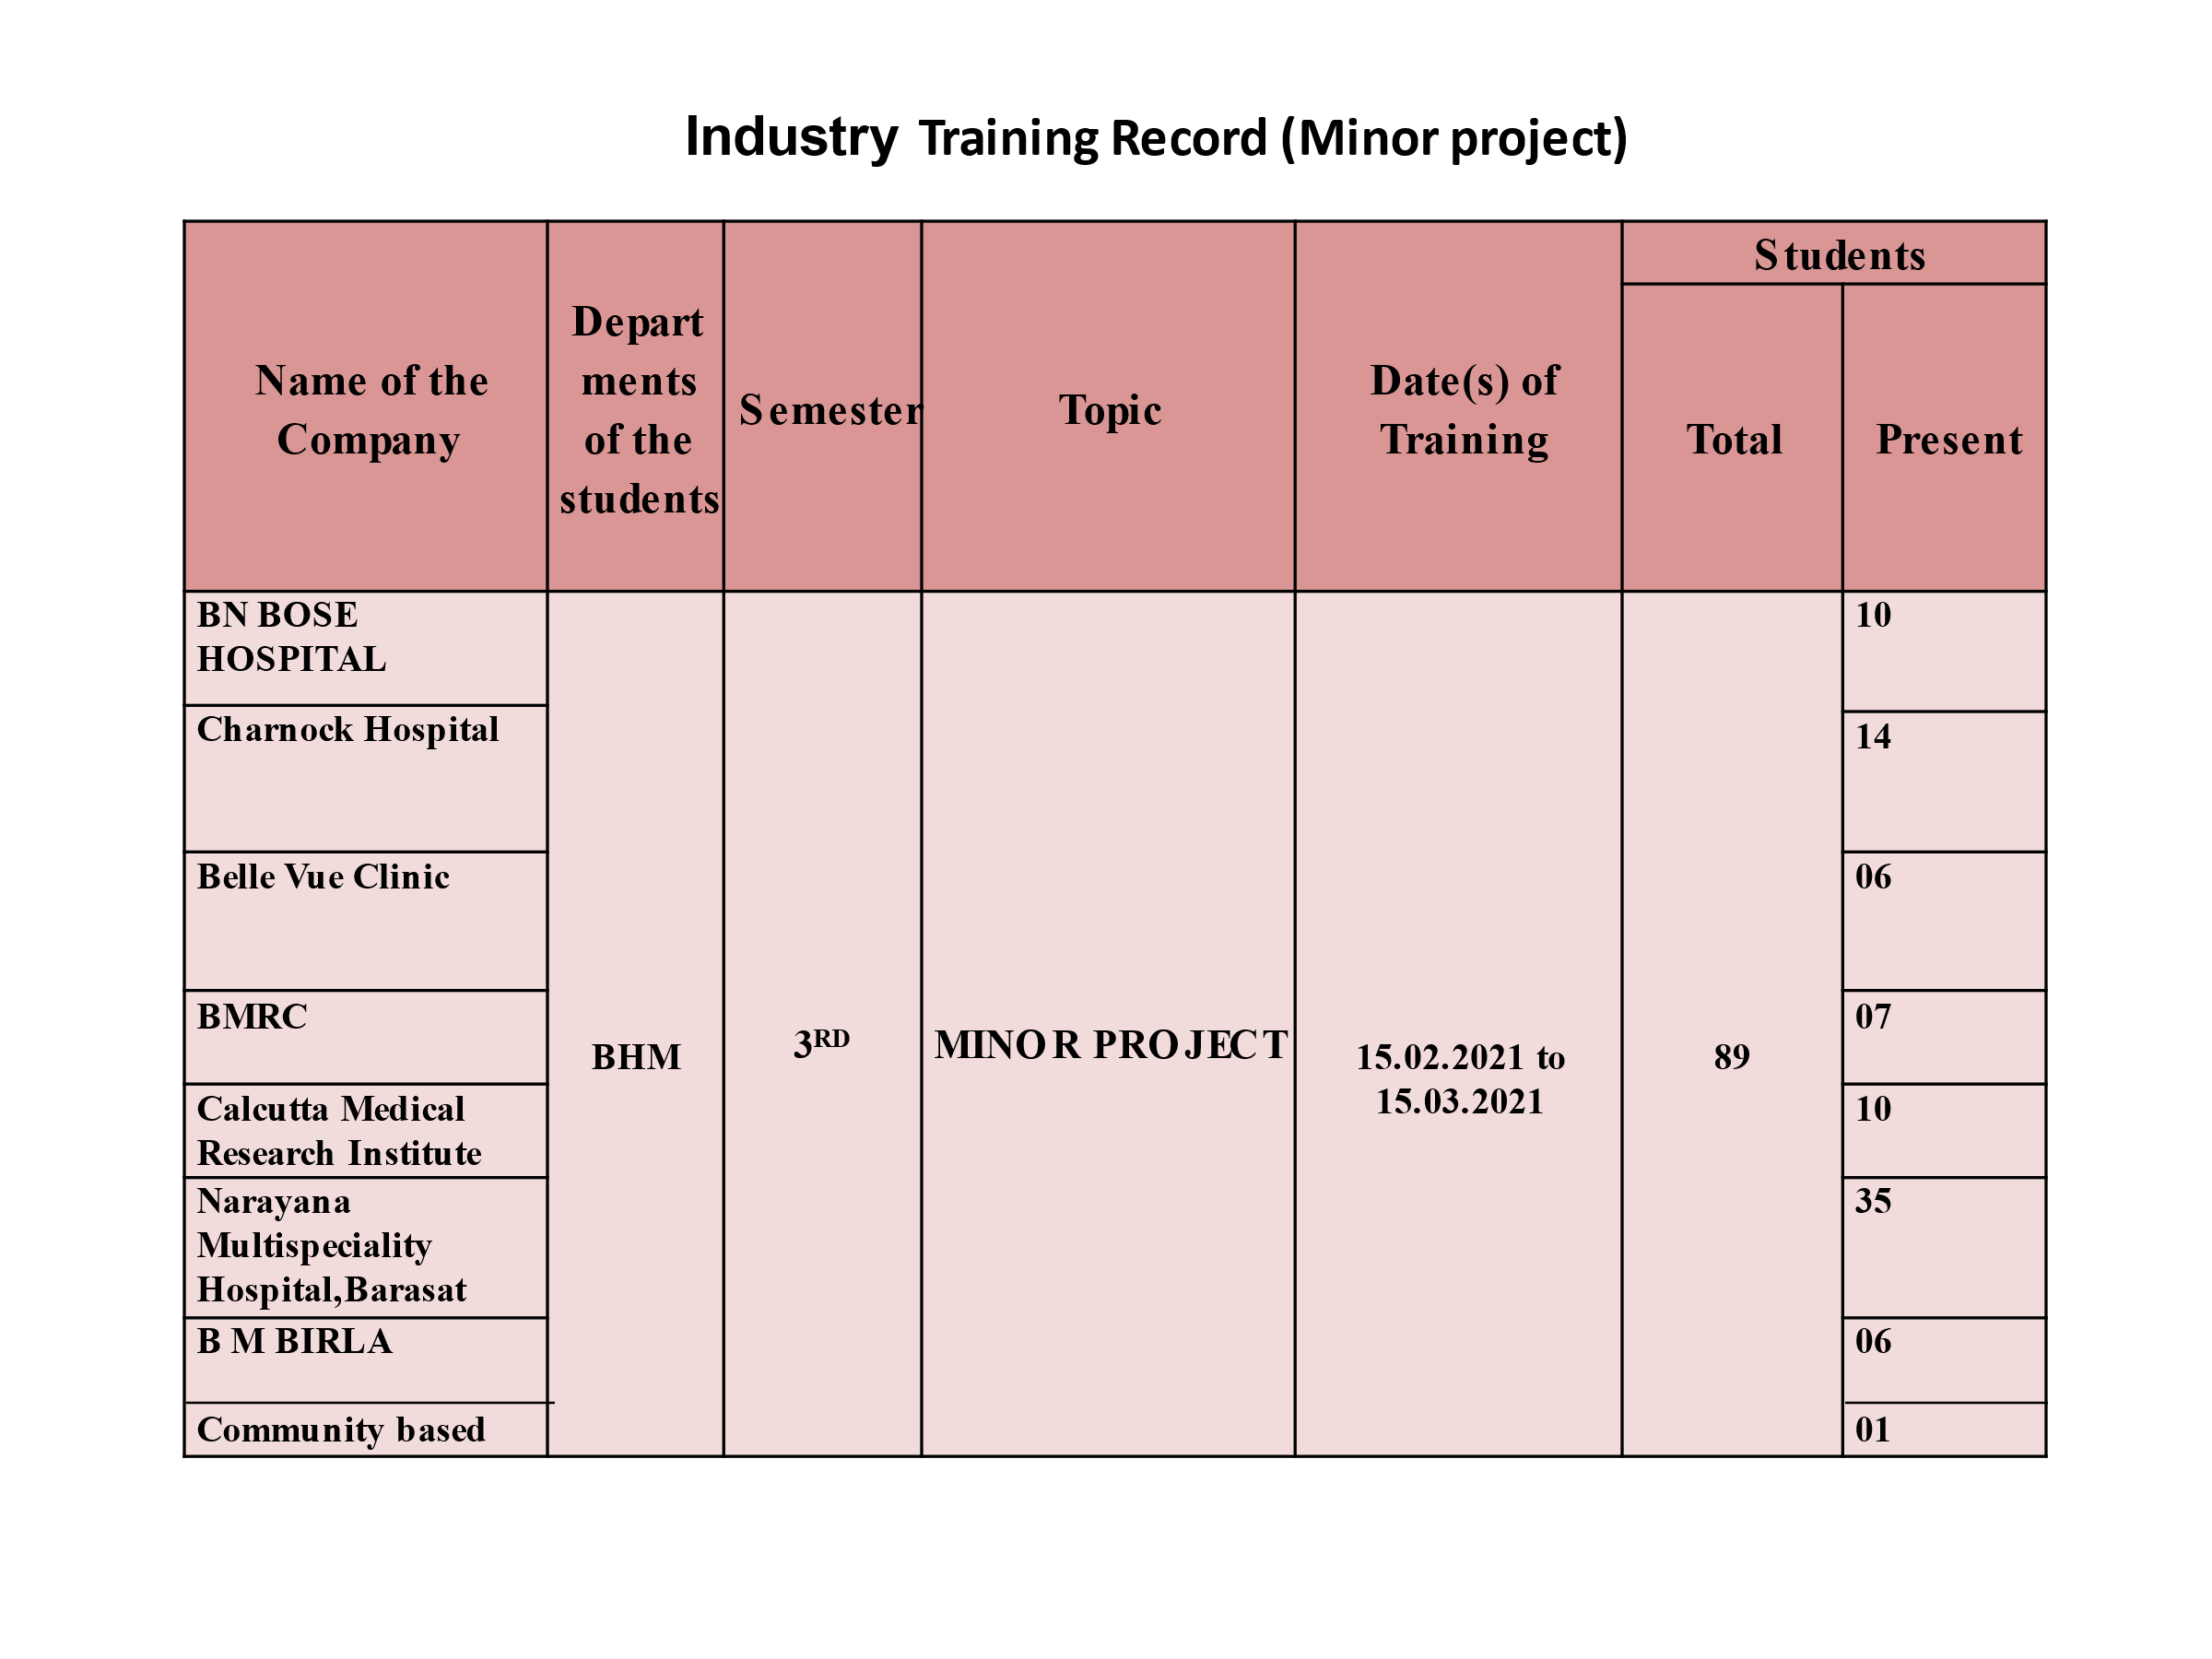 Industry Training Record (Minor project)
Students
Name of the
Company
Depart
ments
of the
students
Semester
Topic
Date(s) of
Training
Total
Present
BN BOSE
HOSPITAL
10
Charnock Hospital
14
Belle Vue Clinic
06
BMRC
07
BHM
3RD
MINOR PROJECT
15.02.2021 to
15.03.2021
89
Calcutta Medical
Research Institute
10
Narayana
Multispeciality
Hospital,Barasat
35
B M BIRLA
06
Community based
01